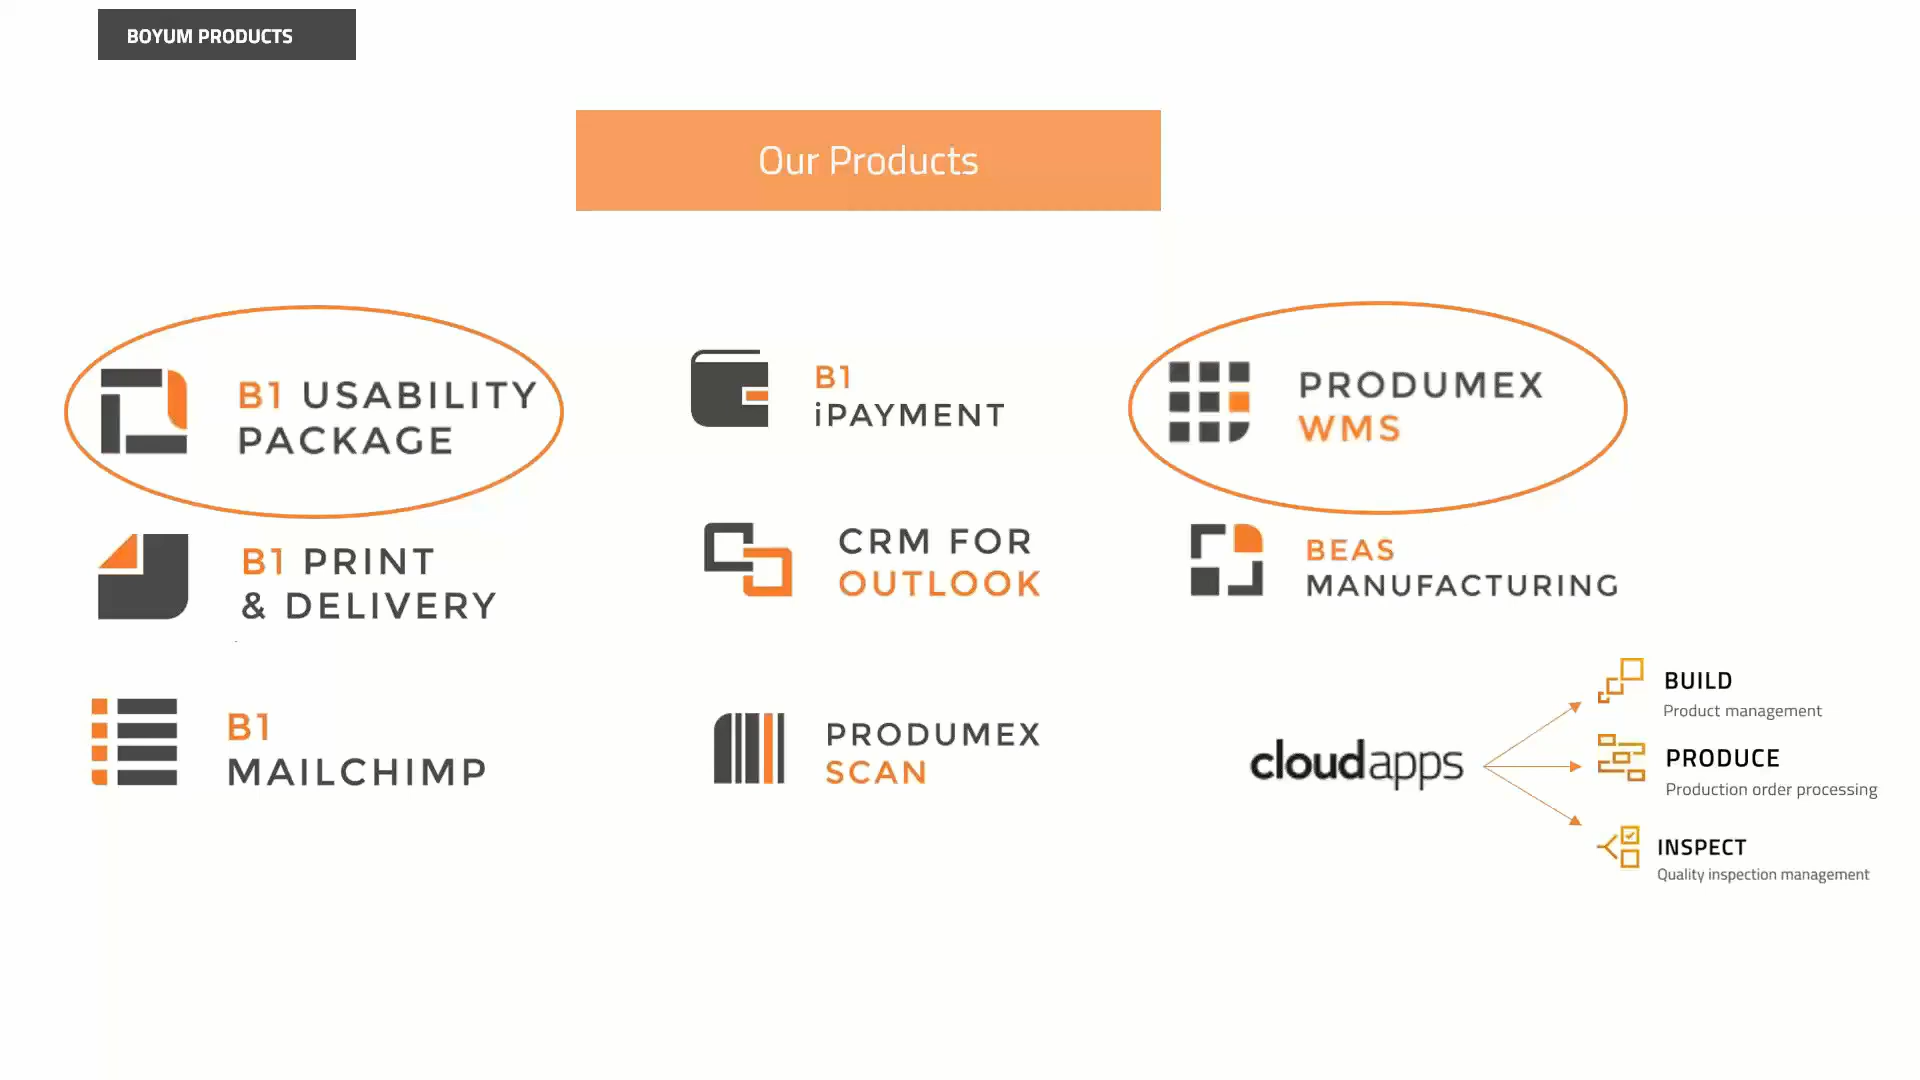 BOYUM PRODUCTS
Our Products
B1 USABILITY
PACKAGE
B1
iPAYMENT
PRODUMEX
WMS
B1 PRINT
& DELIVERY
CRM FOR
OUTLOOK
BEAS
MANUFACTURING
B1
MAILCHIMP
PRODUMEX
SCAN
cloudapps
BUILD
Product management
PRODUCE
Production order processing
INSPECT
Quality inspection management